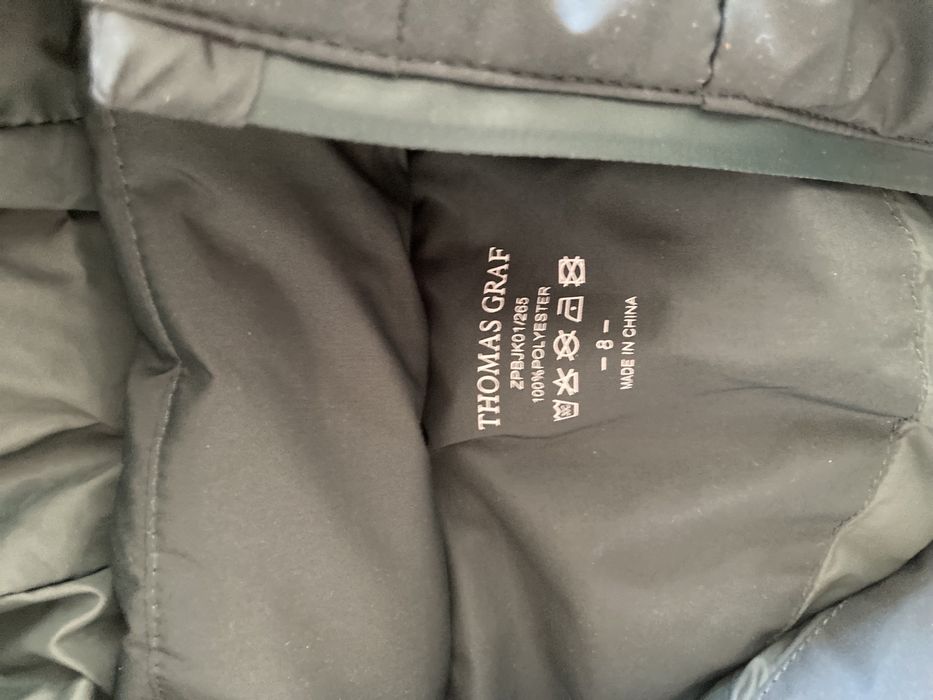 THOMAS GRAF
ZPBJK01/265
100%POLYESTER
- 8 -
MADE IN CHINA